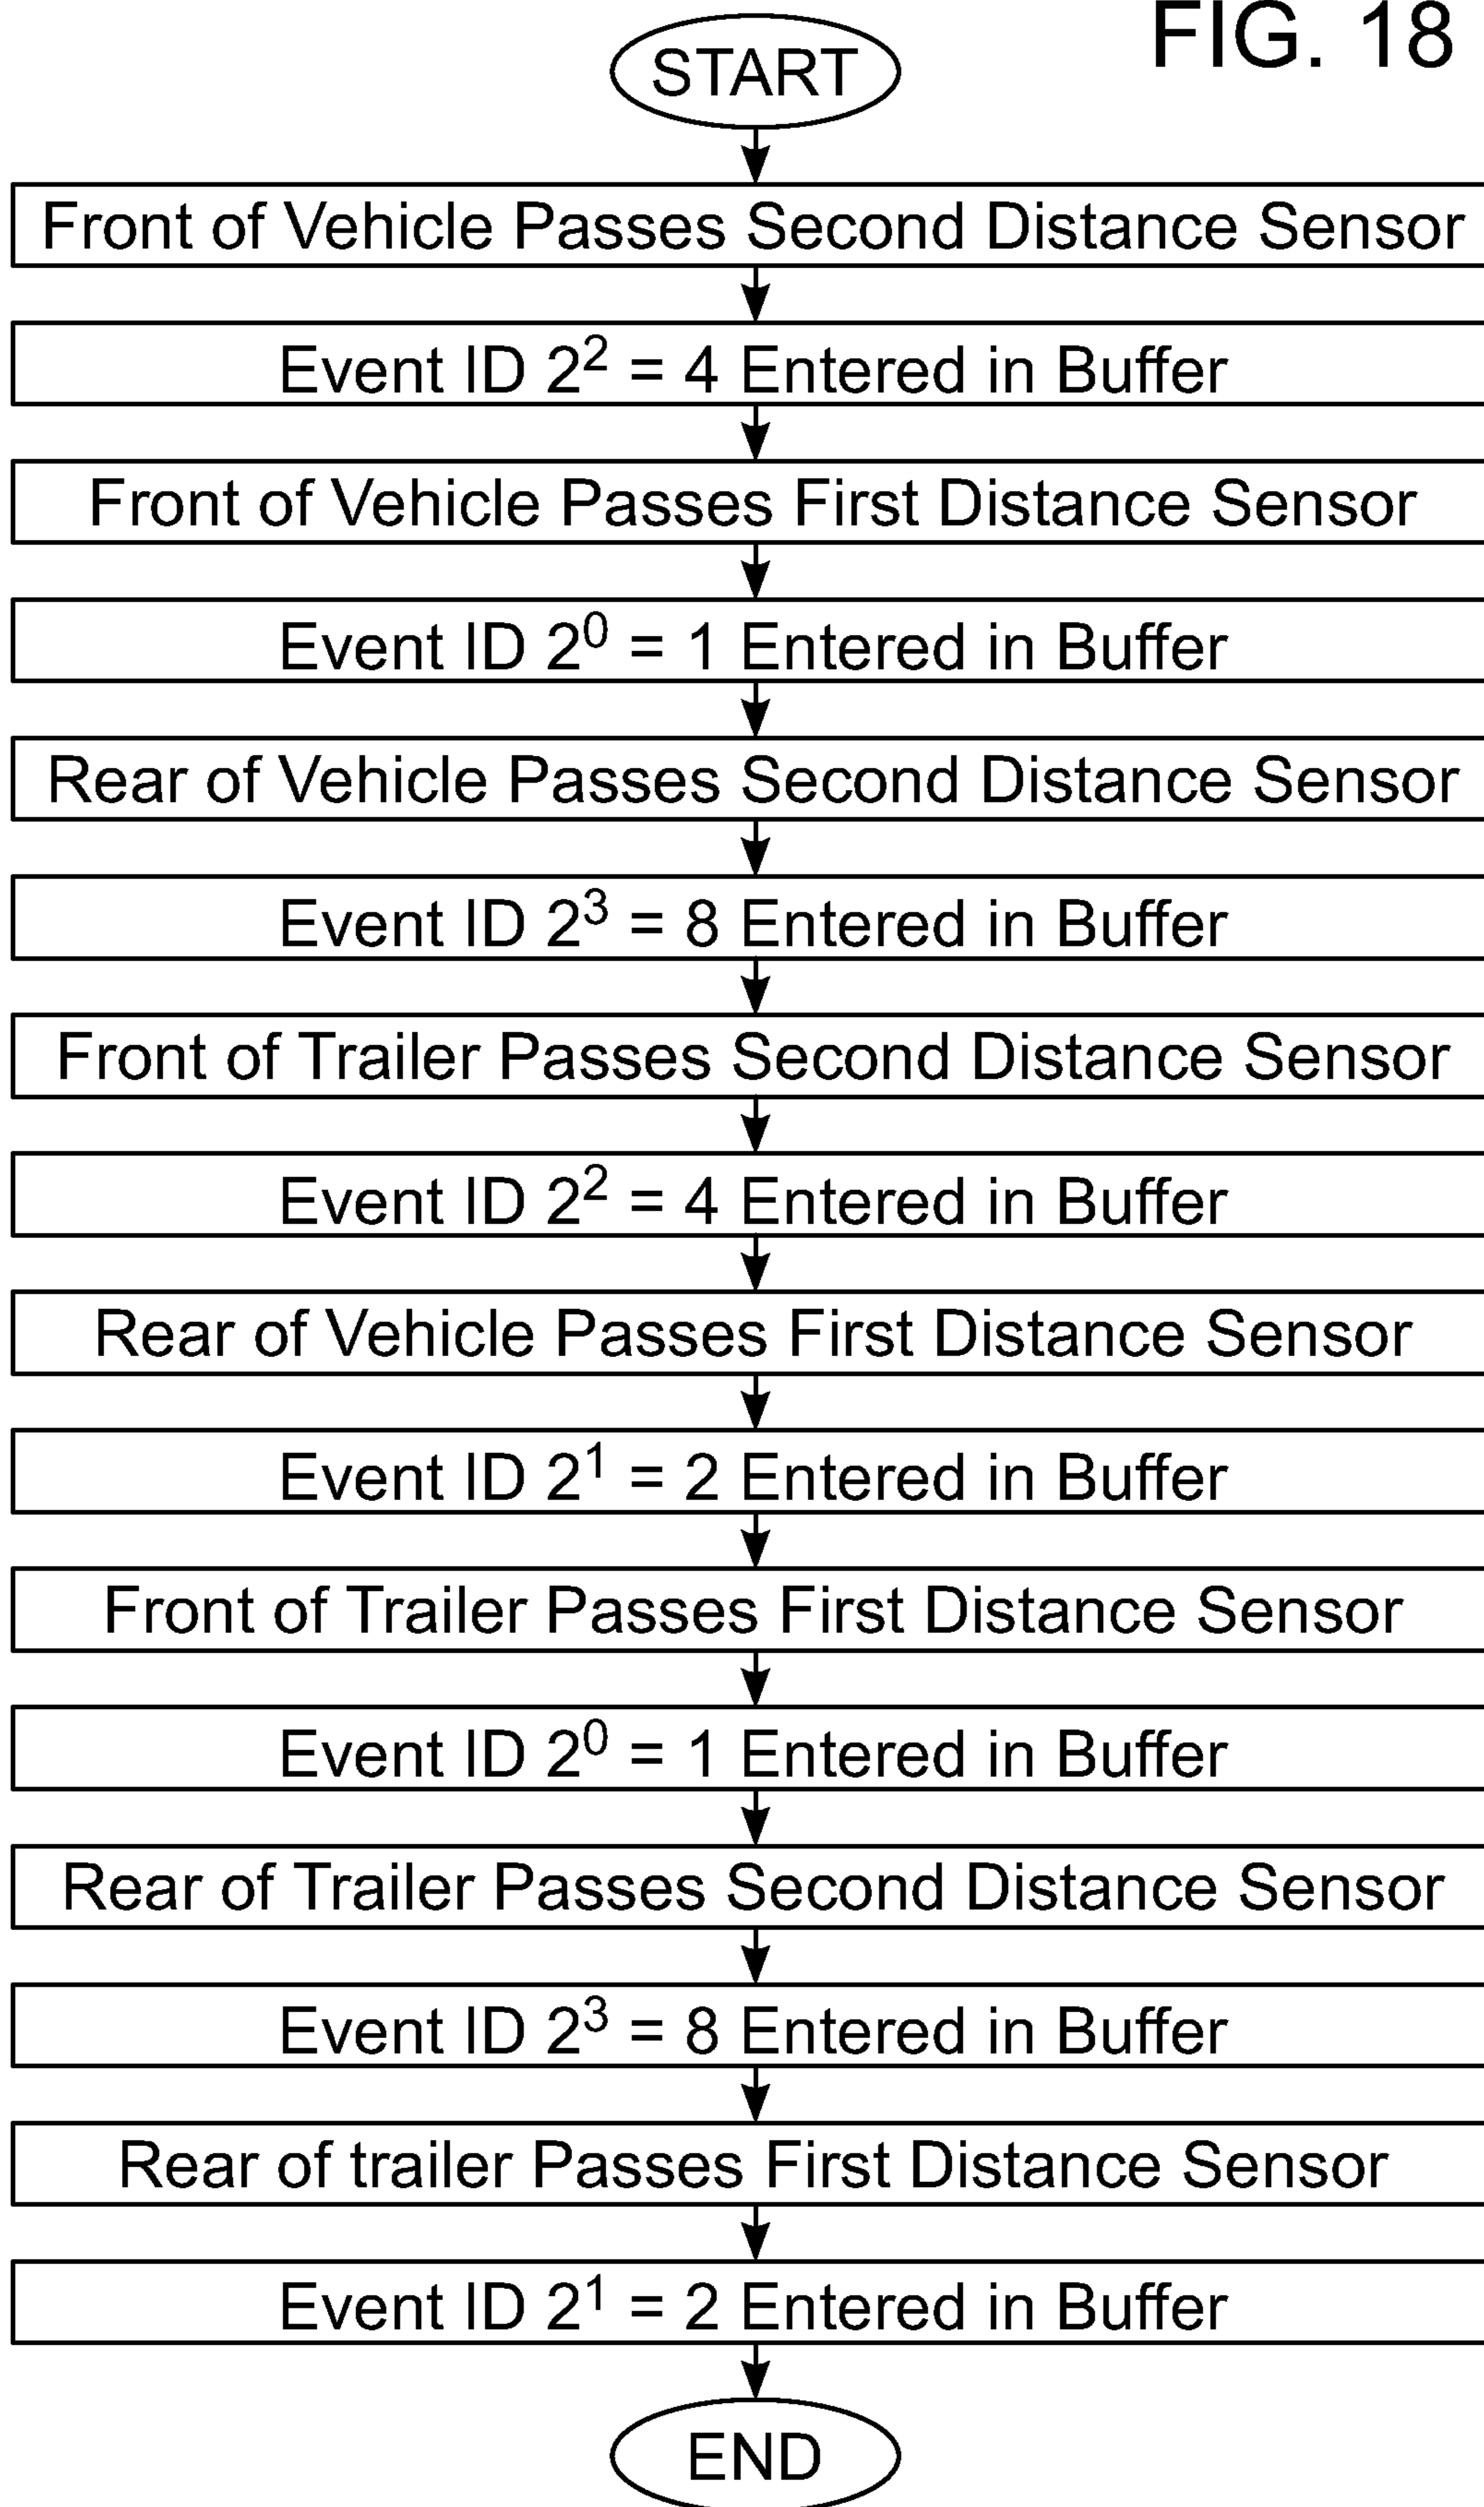 FIG. 18
START
Front of Vehicle Passes Second Distance Sensor
Event ID 2² = 4 Entered in Buffer
Front of Vehicle Passes First Distance Sensor
Event ID 2⁰ = 1 Entered in Buffer
Rear of Vehicle Passes Second Distance Sensor
Event ID 2³ = 8 Entered in Buffer
Front of Trailer Passes Second Distance Sensor
Event ID 2² = 4 Entered in Buffer
Rear of Vehicle Passes First Distance Sensor
Event ID 2¹ = 2 Entered in Buffer
Front of Trailer Passes First Distance Sensor
Event ID 2⁰ = 1 Entered in Buffer
Rear of Trailer Passes Second Distance Sensor
Event ID 2³ = 8 Entered in Buffer
Rear of trailer Passes First Distance Sensor
Event ID 2¹ = 2 Entered in Buffer
END